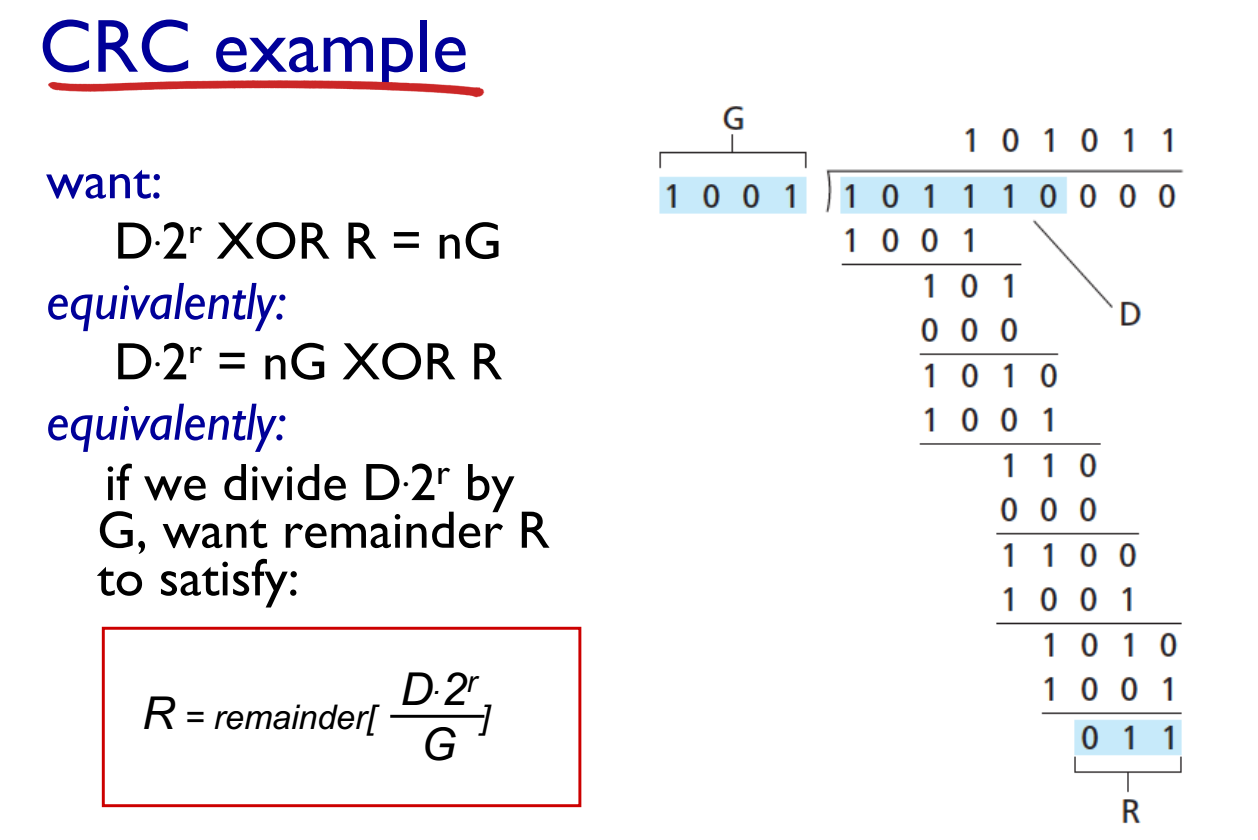 CRC example
want:
D·2ʳ XOR R = nG
equivalently:
D·2ʳ = nG XOR R
equivalently:
if we divide D·2ʳ by
G, want remainder R
to satisfy:
R = remainder[ D·2ʳ / G ]
G
1 0 1 0 1 1
1 0 0 1 ) 1 0 1 1 1 0 0 0 0
1 0 0 1
1 0 1
D
0 0 0
1 0 1 0
1 0 0 1
1 1 0
0 0 0
1 1 0 0
1 0 0 1
1 0 1 0
1 0 0 1
0 1 1
R